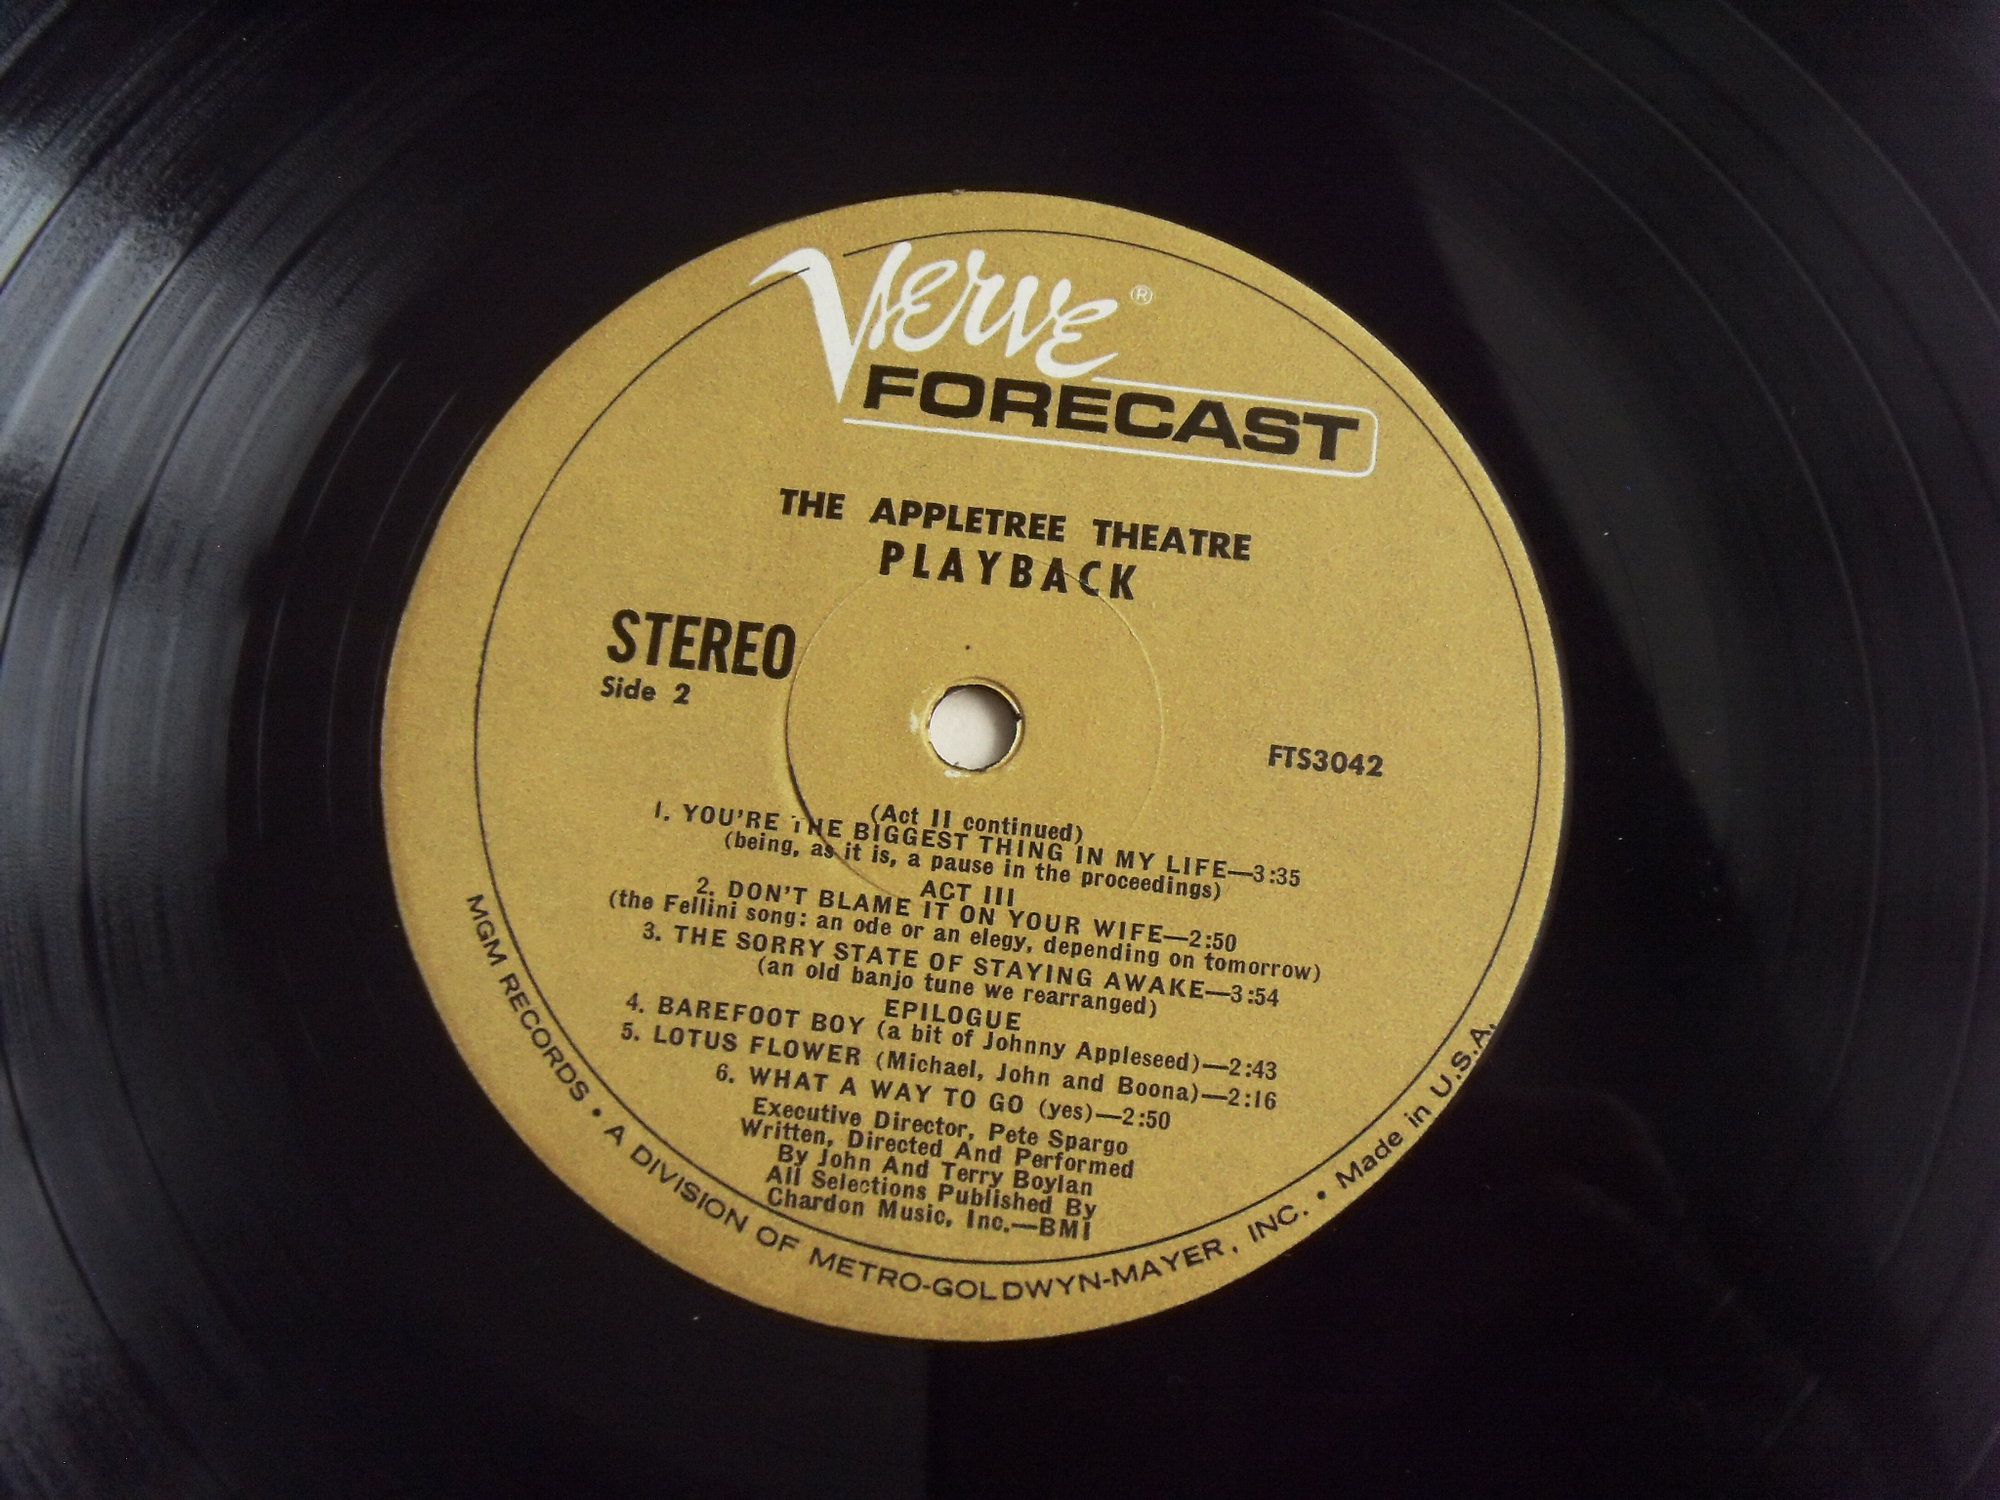 Verve ®
FORECAST
THE APPLETREE THEATRE
PLAYBACK
STEREO
Side 2
FTS3042
(Act II continued)
1. YOU'RE THE BIGGEST THING IN MY LIFE—3:35
(being, as it is, a pause in the proceedings)
ACT III
2. DON'T BLAME IT ON YOUR WIFE—2:50
(the Fellini song: an ode or an elegy, depending on tomorrow)
3. THE SORRY STATE OF STAYING AWAKE—3:54
(an old banjo tune we rearranged)
EPILOGUE
4. BAREFOOT BOY (a bit of Johnny Appleseed)—2:43
5. LOTUS FLOWER (Michael, John and Boona)—2:16
6. WHAT A WAY TO GO (yes)—2:50
Executive Director, Pete Spargo
Written, Directed And Performed
By John And Terry Boylan
All Selections Published By
Chardon Music, Inc.—BMI
MGM RECORDS • A DIVISION OF METRO-GOLDWYN-MAYER, INC. • Made in U.S.A.